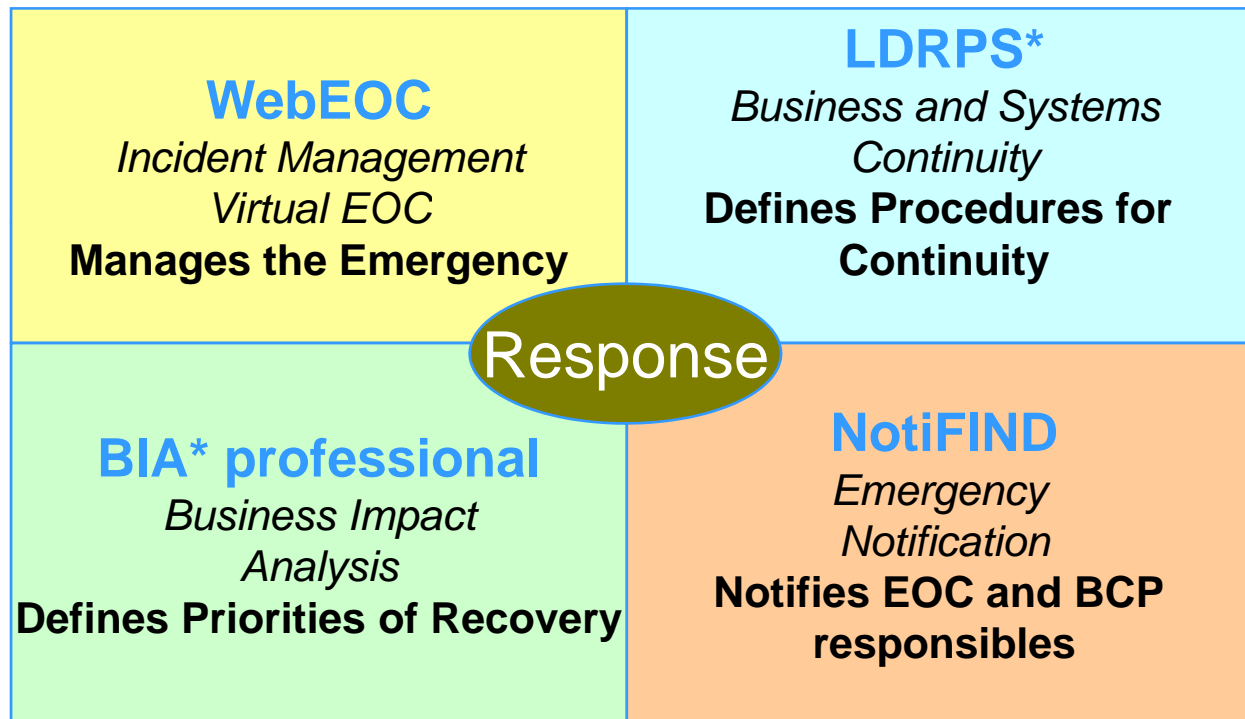 WebEOC
Incident Management
Virtual EOC
Manages the Emergency
LDRPS*
Business and Systems
Continuity
Defines Procedures for
Continuity
Response
BIA* professional
Business Impact
Analysis
Defines Priorities of Recovery
NotiFIND
Emergency
Notification
Notifies EOC and BCP
responsibles